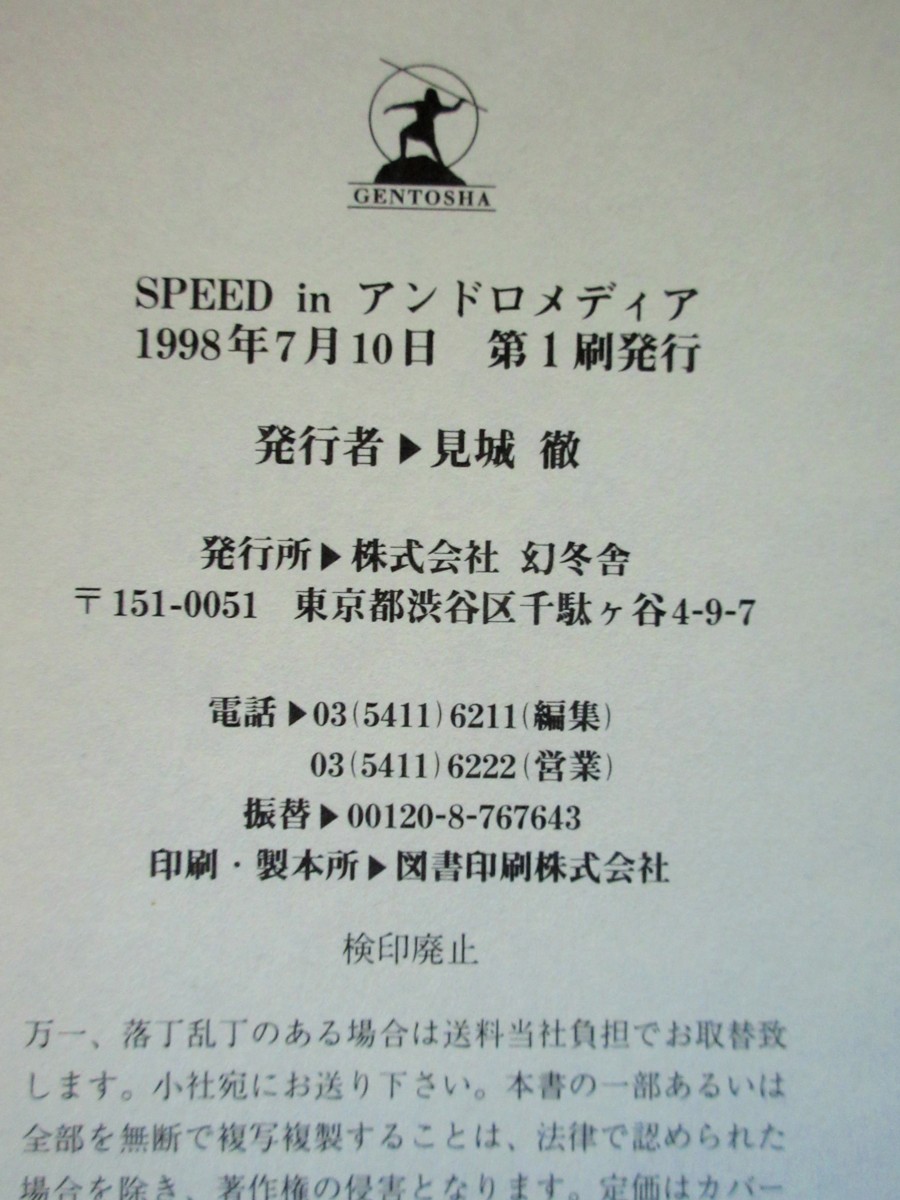 GENTOSHA
SPEED in アンドロメディア
1998年7月10日　第1刷発行
発行者▶見城 徹
発行所▶株式会社 幻冬舎
〒151-0051　東京都渋谷区千駄ヶ谷4-9-7
電話▶03(5411)6211(編集)
03(5411)6222(営業)
振替▶00120-8-767643
印刷・製本所▶図書印刷株式会社
検印廃止
万一、落丁乱丁のある場合は送料当社負担でお取替致
します。小社宛にお送り下さい。本書の一部あるいは
全部を無断で複写複製することは、法律で認められた
場合を除き、著作権の侵害となります。定価はカバー